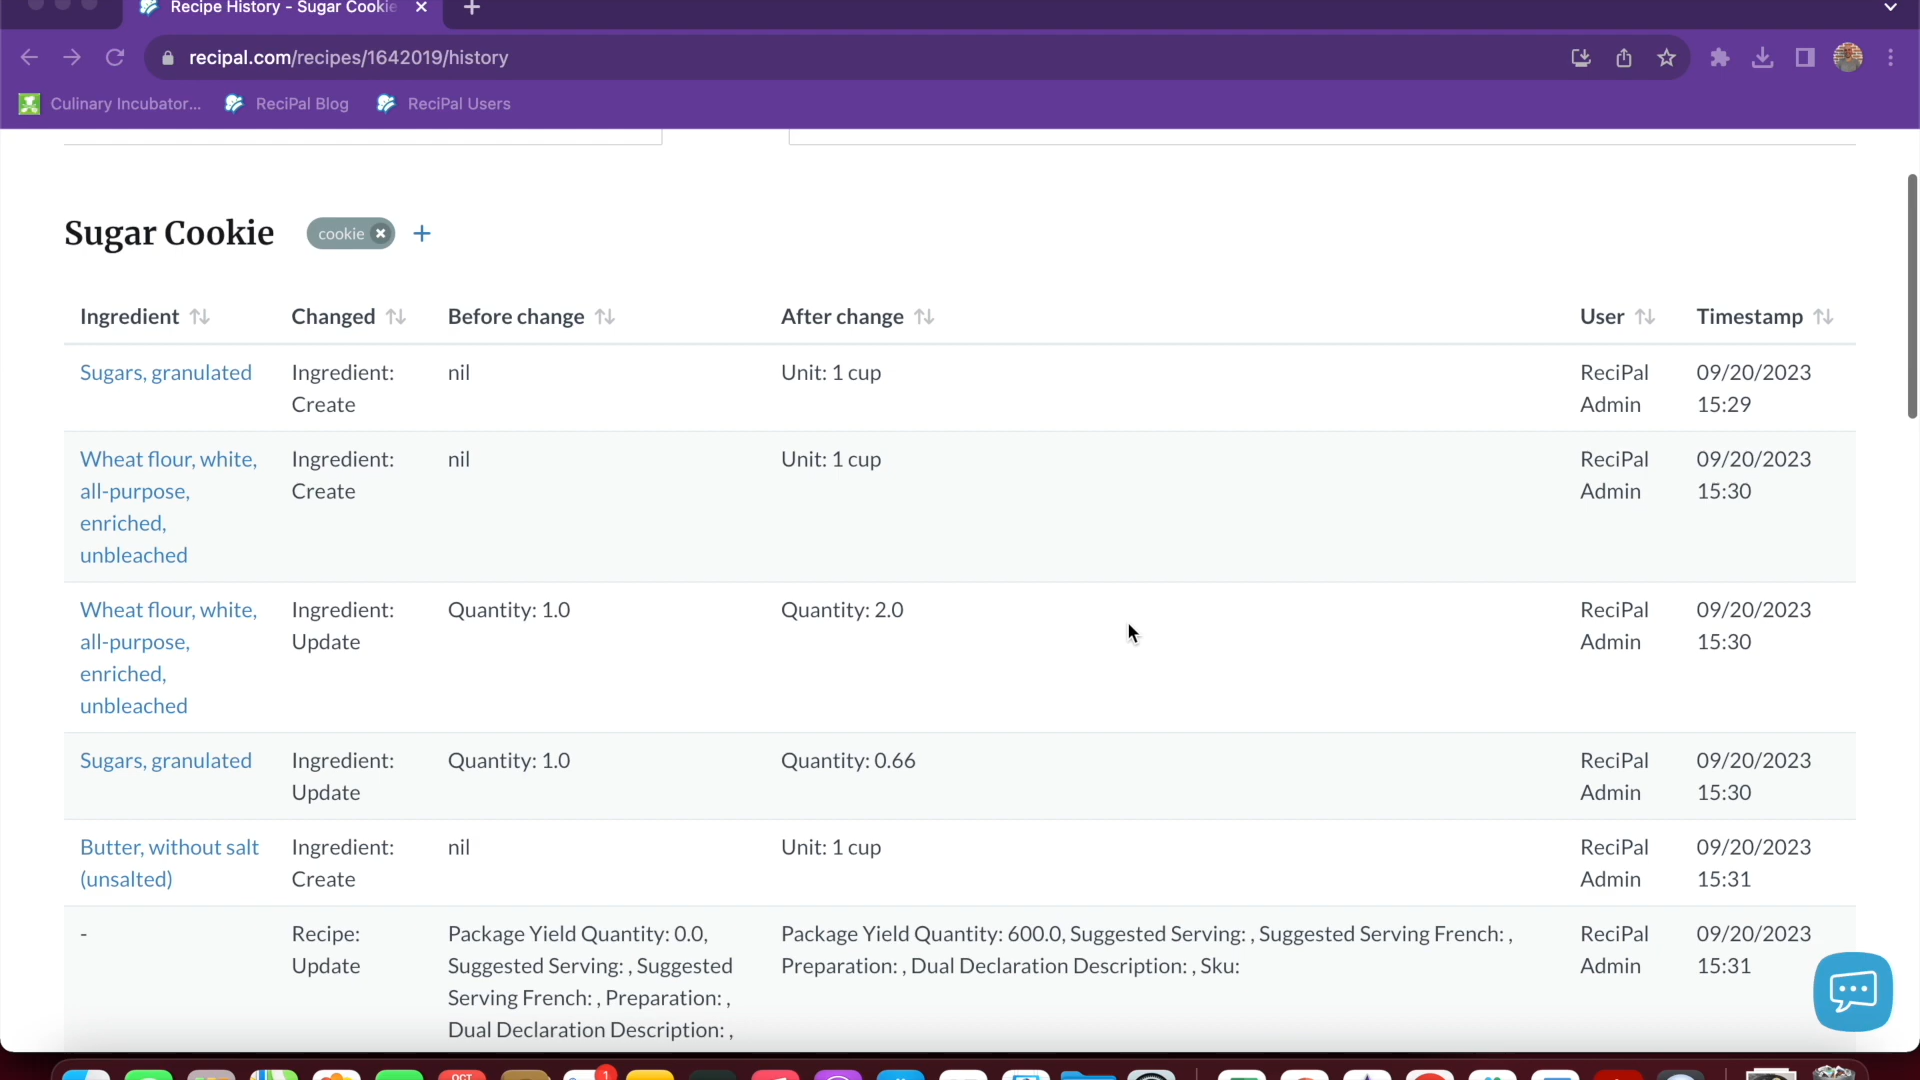 Recipe History - Sugar Cookie
recipal.com/recipes/1642019/history
Culinary Incubator... ReciPal Blog ReciPal Users
Sugar Cookie cookie +
Ingredient Changed Before change After change User Timestamp
Sugars, granulated Ingredient: nil Unit: 1 cup ReciPal 09/20/2023
Create Admin 15:29
Wheat flour, white, Ingredient: nil Unit: 1 cup ReciPal 09/20/2023
all-purpose, Create Admin 15:30
enriched,
unbleached
Wheat flour, white, Ingredient: Quantity: 1.0 Quantity: 2.0 ReciPal 09/20/2023
all-purpose, Update Admin 15:30
enriched,
unbleached
Sugars, granulated Ingredient: Quantity: 1.0 Quantity: 0.66 ReciPal 09/20/2023
Update Admin 15:30
Butter, without salt Ingredient: nil Unit: 1 cup ReciPal 09/20/2023
(unsalted) Create Admin 15:31
- Recipe: Package Yield Quantity: 0.0, Package Yield Quantity: 600.0, Suggested Serving: , Suggested Serving French: , ReciPal 09/20/2023
Update Suggested Serving: , Suggested Preparation: , Dual Declaration Description: , Sku: Admin 15:31
Serving French: , Preparation: ,
Dual Declaration Description: ,
OCT 1